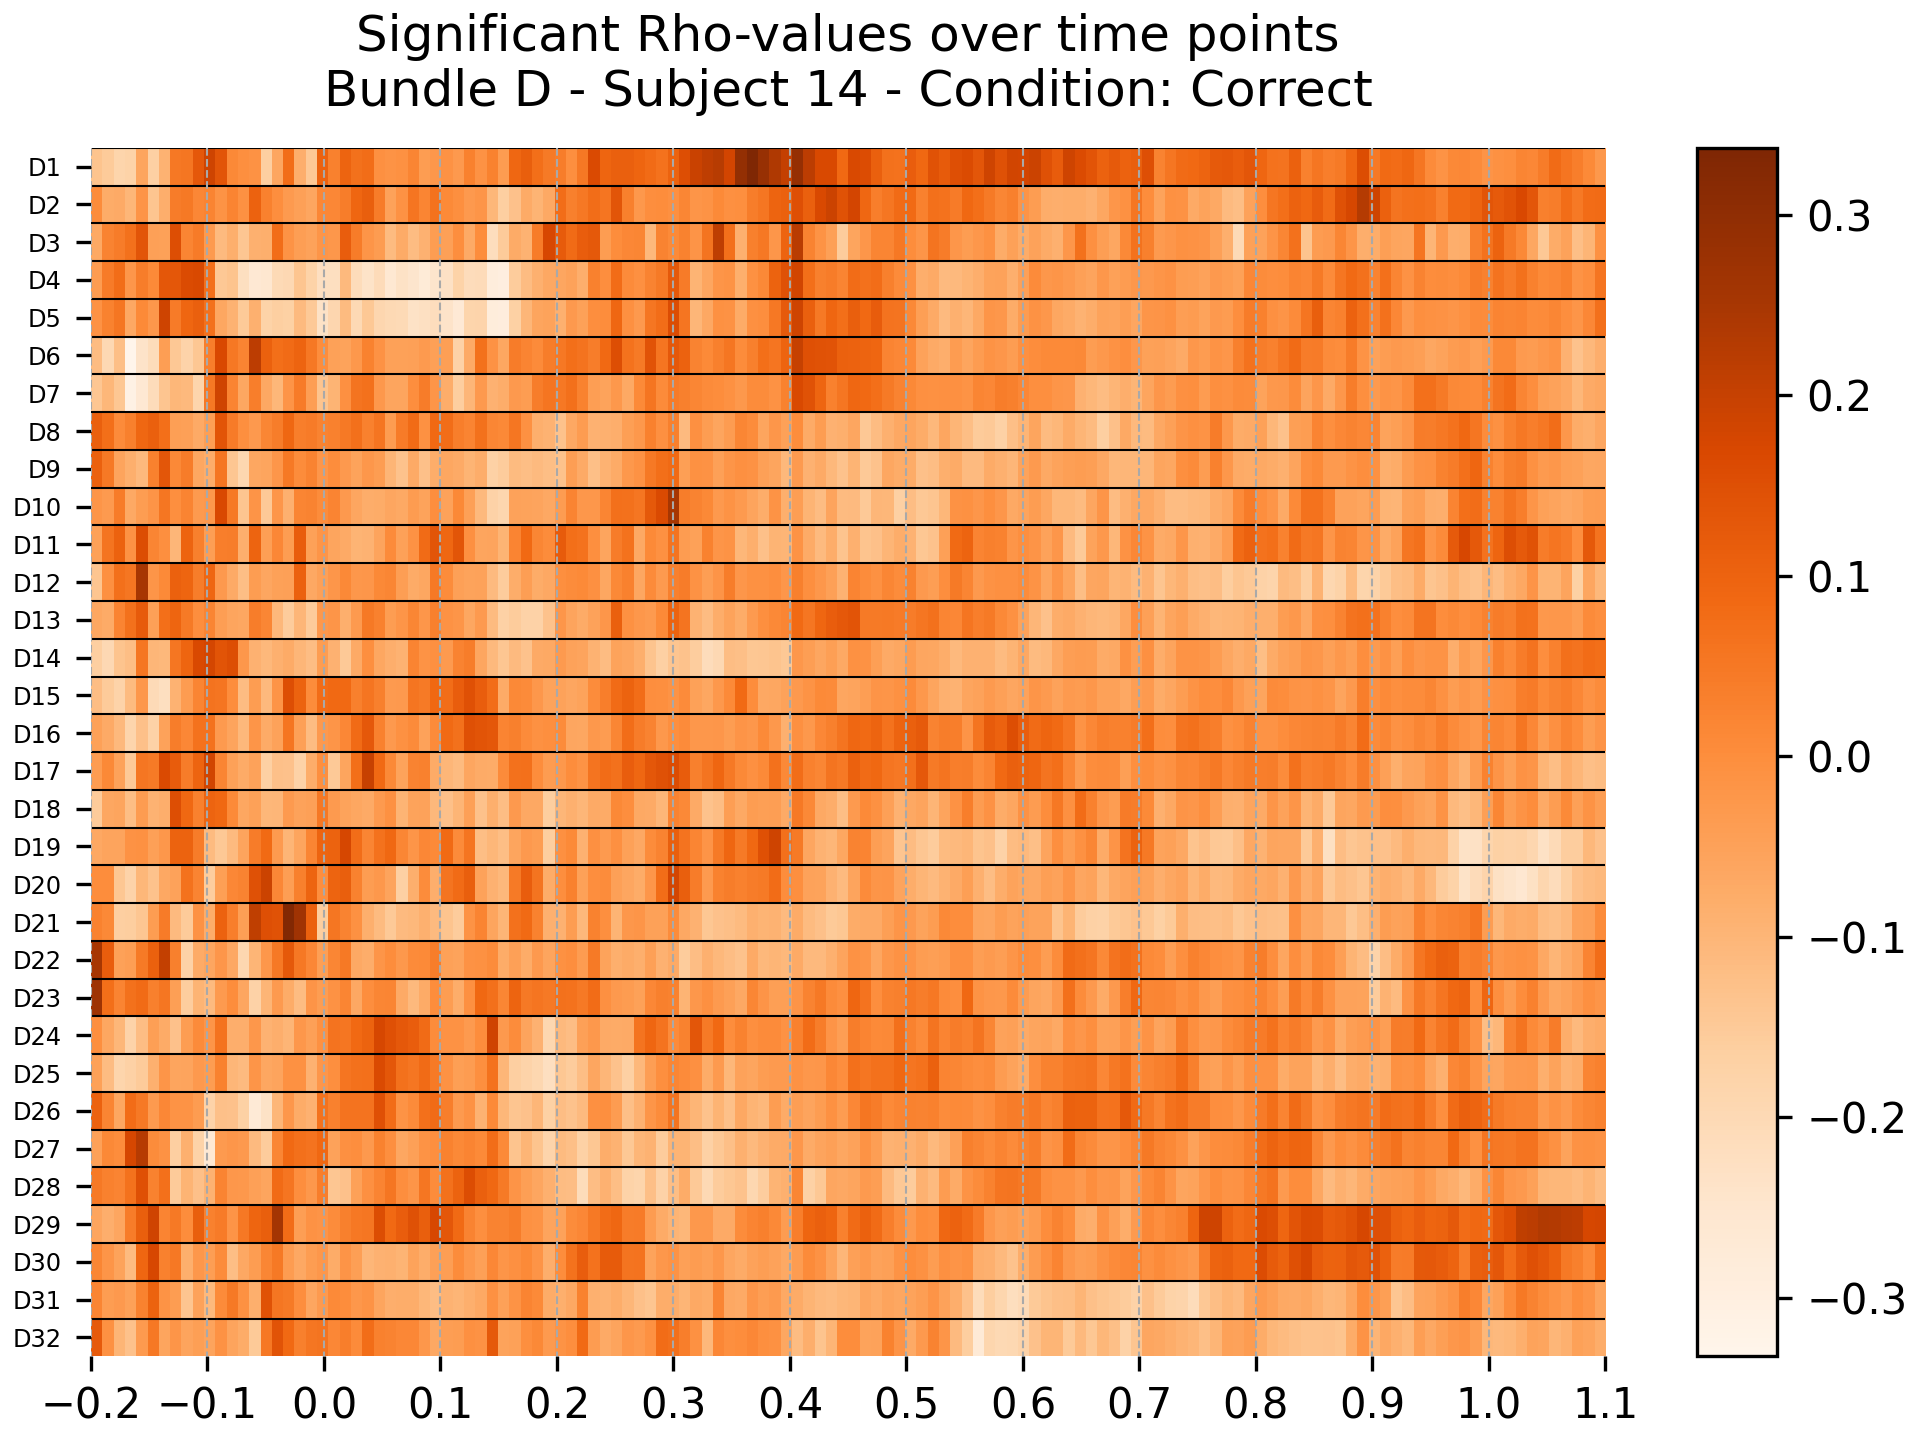 Significant Rho-values over time points
Bundle D - Subject 14 - Condition: Correct
D1
D2
D3
D4
D5
D6
D7
D8
D9
D10
D11
D12
D13
D14
D15
D16
D17
D18
D19
D20
D21
D22
D23
D24
D25
D26
D27
D28
D29
D30
D31
D32
−0.2 −0.1 0.0 0.1 0.2 0.3 0.4 0.5 0.6 0.7 0.8 0.9 1.0 1.1
0.3
0.2
0.1
0.0
−0.1
−0.2
−0.3